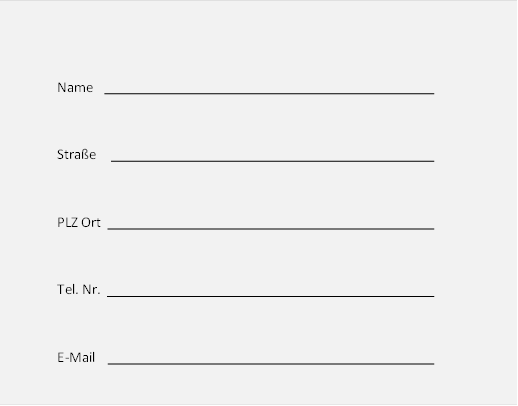 Name
Straße
PLZ Ort
Tel. Nr.
E-Mail